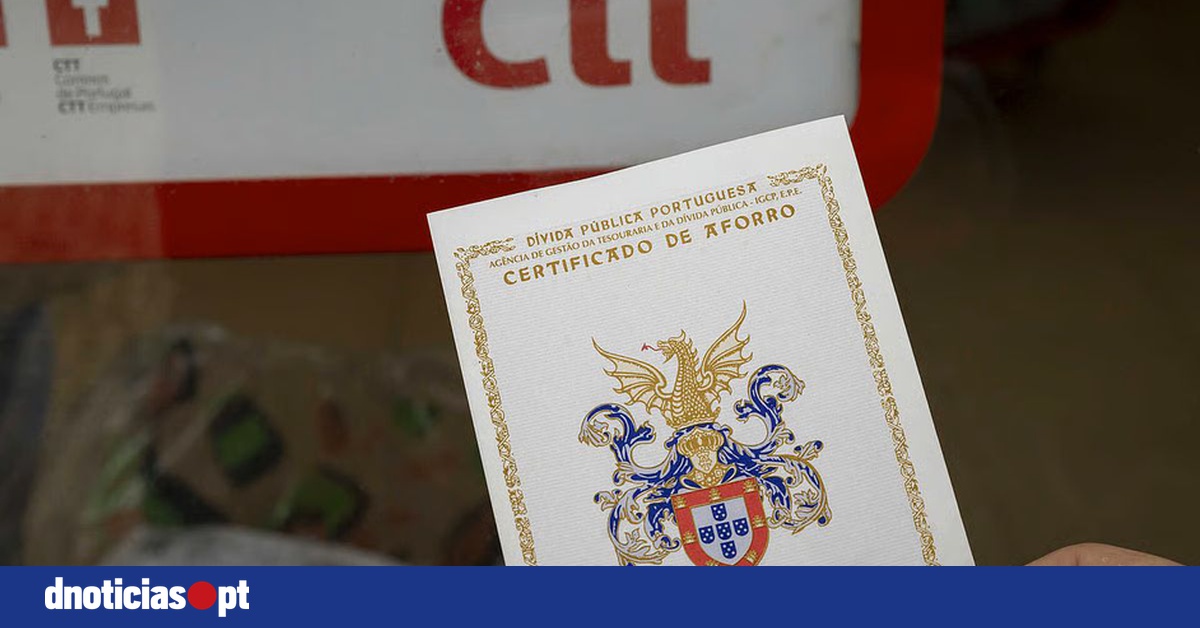 ctt
CTT
Correios
de Portugal
CTT Empresas
DÍVIDA PÚBLICA PORTUGUESA
AGÊNCIA DE GESTÃO DA TESOURARIA E DA DÍVIDA PÚBLICA - IGCP, E.P.E.
CERTIFICADO DE AFORRO
dnoticias.pt